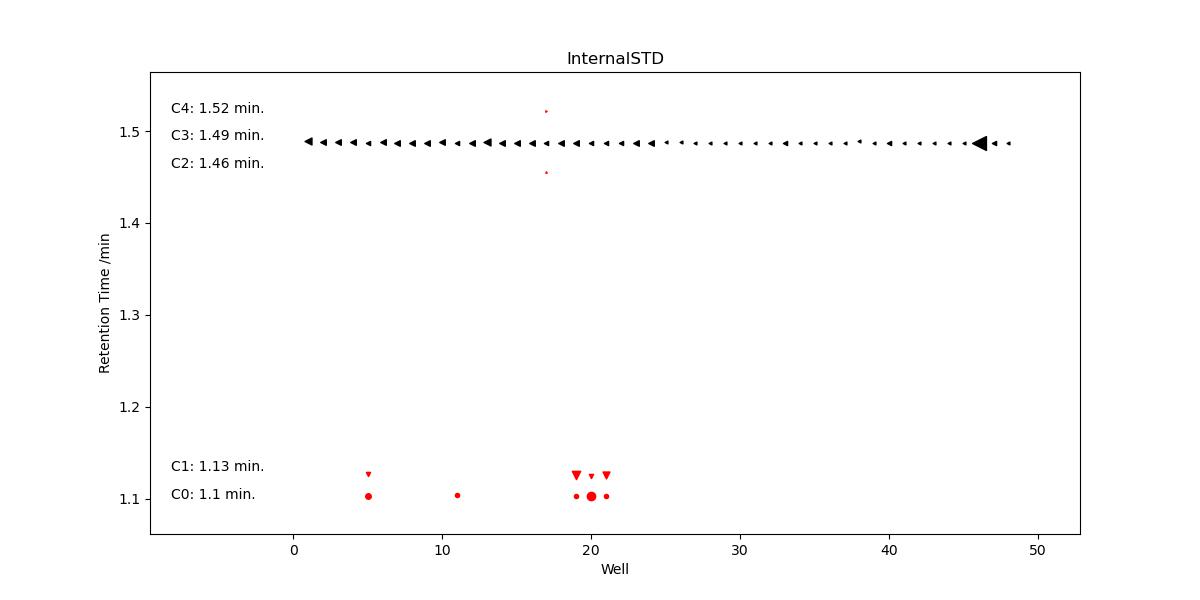 InternalSTD
C4: 1.52 min.
1.5
C3: 1.49 min.
C2: 1.46 min.
1.4
1.3
Retention Time /min
1.2
C1: 1.13 min.
1.1
C0: 1.1 min.
0 10 20 30 40 50
Well